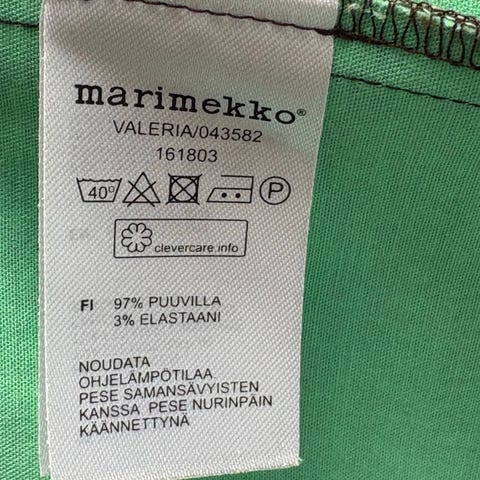 marimekko®
VALERIA/043582
161803
40° P
clevercare.info
FI 97% PUUVILLA
3% ELASTAANI
NOUDATA
OHJELÄMPÖTILAA
PESE SAMANSÄVYISTEN
KANSSA. PESE NURINPÄIN
KÄÄNNETTYNÄ